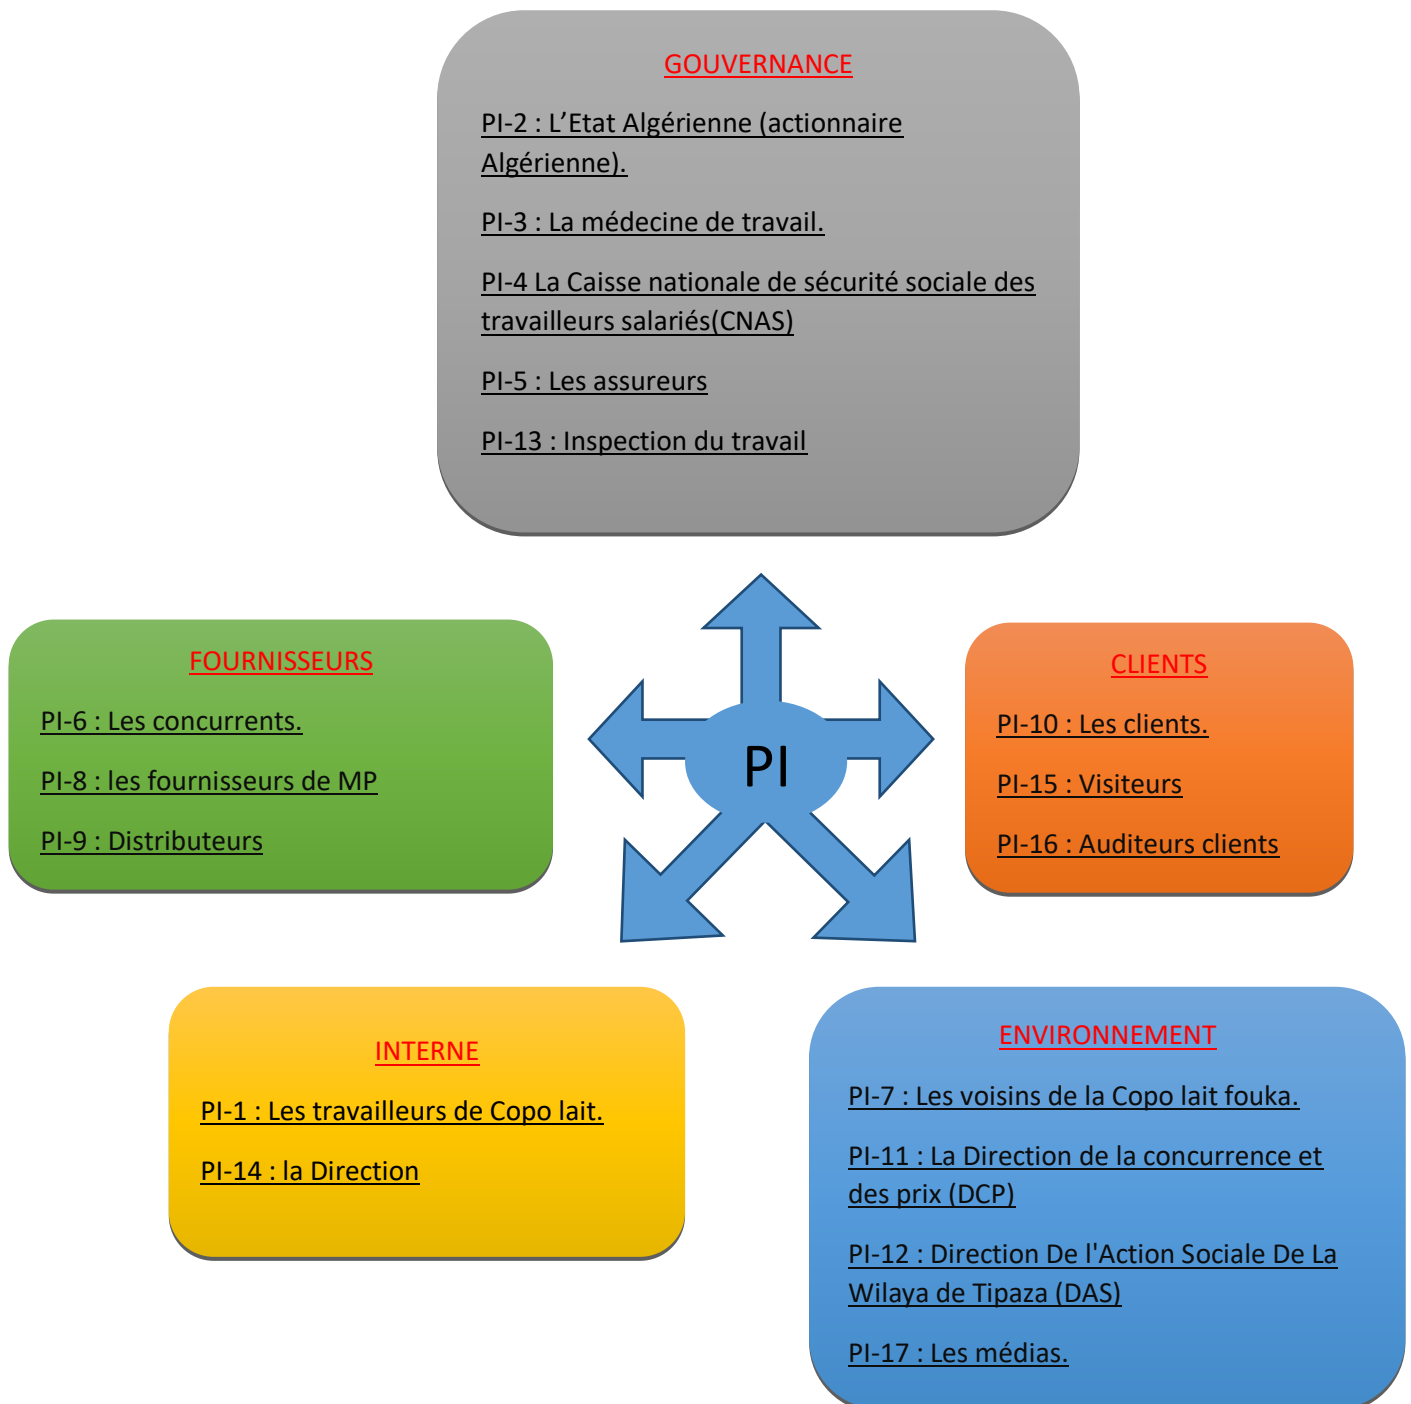 GOUVERNANCE
PI-2 : L’Etat Algérienne (actionnaire
Algérienne).
PI-3 : La médecine de travail.
PI-4 La Caisse nationale de sécurité sociale des
travailleurs salariés(CNAS)
PI-5 : Les assureurs
PI-13 : Inspection du travail
FOURNISSEURS
PI-6 : Les concurrents.
PI-8 : les fournisseurs de MP
PI-9 : Distributeurs
PI
CLIENTS
PI-10 : Les clients.
PI-15 : Visiteurs
PI-16 : Auditeurs clients
INTERNE
PI-1 : Les travailleurs de Copo lait.
PI-14 : la Direction
ENVIRONNEMENT
PI-7 : Les voisins de la Copo lait fouka.
PI-11 : La Direction de la concurrence et
des prix (DCP)
PI-12 : Direction De l'Action Sociale De La
Wilaya de Tipaza (DAS)
PI-17 : Les médias.